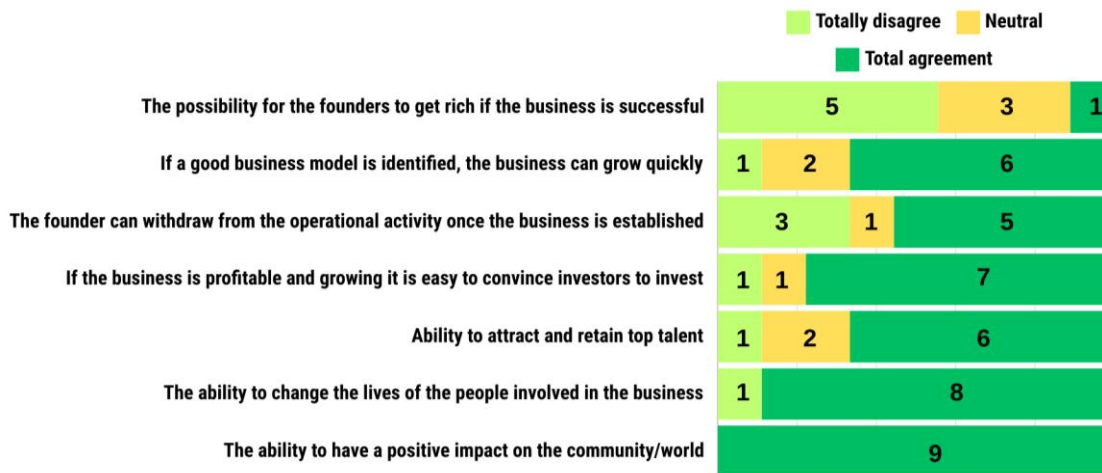 Totally disagree Neutral
Total agreement
The possibility for the founders to get rich if the business is successful 5 3 1
If a good business model is identified, the business can grow quickly 1 2 6
The founder can withdraw from the operational activity once the business is established 3 1 5
If the business is profitable and growing it is easy to convince investors to invest 1 1 7
Ability to attract and retain top talent 1 2 6
The ability to change the lives of the people involved in the business 1 8
The ability to have a positive impact on the community/world 9